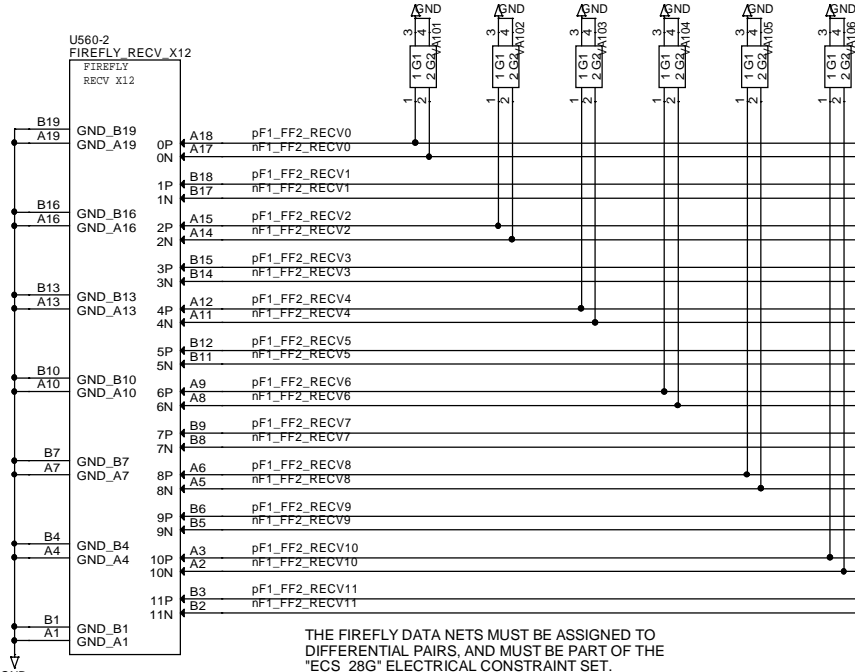 GND GND GND GND GND GND
3 4 3 4 3 4 3 4 3 4 3 4
1 G1 1 G1 1 G1 1 G1 1 G1 1 G1
2 G2 2 G2 2 G2 2 G2 2 G2 2 G2
VA101 VA102 VA103 VA104 VA105 VA106
1 2 1 2 1 2 1 2 1 2 1 2
U560-2
FIREFLY_RECV_X12
FIREFLY
RECV X12
B19 GND_B19
A19 GND_A19 0P A18 pF1_FF2_RECV0
0N A17 nF1_FF2_RECV0
1P B18 pF1_FF2_RECV1
1N B17 nF1_FF2_RECV1
B16 GND_B16
A16 GND_A16 2P A15 pF1_FF2_RECV2
2N A14 nF1_FF2_RECV2
3P B15 pF1_FF2_RECV3
3N B14 nF1_FF2_RECV3
B13 GND_B13
A13 GND_A13 4P A12 pF1_FF2_RECV4
4N A11 nF1_FF2_RECV4
5P B12 pF1_FF2_RECV5
5N B11 nF1_FF2_RECV5
B10 GND_B10
A10 GND_A10 6P A9 pF1_FF2_RECV6
6N A8 nF1_FF2_RECV6
7P B9 pF1_FF2_RECV7
7N B8 nF1_FF2_RECV7
B7 GND_B7
A7 GND_A7 8P A6 pF1_FF2_RECV8
8N A5 nF1_FF2_RECV8
9P B6 pF1_FF2_RECV9
9N B5 nF1_FF2_RECV9
B4 GND_B4
A4 GND_A4 10P A3 pF1_FF2_RECV10
10N A2 nF1_FF2_RECV10
11P B3 pF1_FF2_RECV11
11N B2 nF1_FF2_RECV11
B1 GND_B1
A1 GND_A1
THE FIREFLY DATA NETS MUST BE ASSIGNED TO
DIFFERENTIAL PAIRS, AND MUST BE PART OF THE
"ECS_28G" ELECTRICAL CONSTRAINT SET.